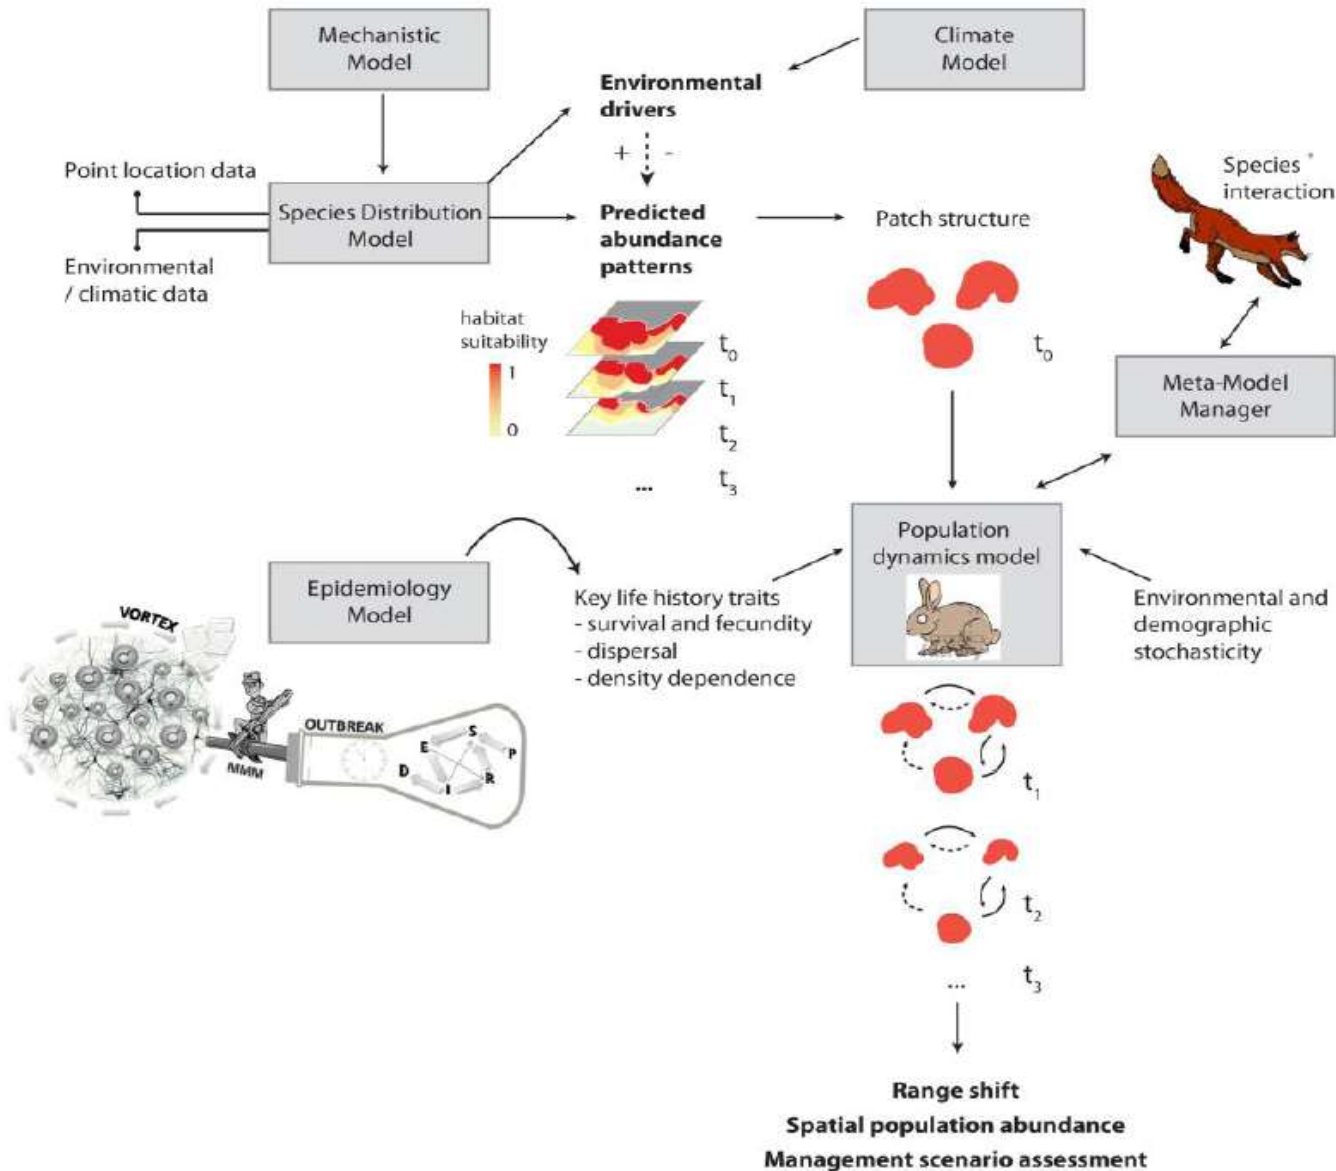 Mechanistic
Model
Climate
Model
Environmental
drivers
+ -
Point location data
Species Distribution
Model
Environmental
/ climatic data
Predicted
abundance
patterns
Patch structure
Species
interaction
habitat
suitability
1
0
t0
t1
t2
...
t3
t0
Meta-Model
Manager
Population
dynamics model
Epidemiology
Model
Key life history traits
- survival and fecundity
- dispersal
- density dependence
Environmental and
demographic
stochasticity
VORTEX
MMM
OUTBREAK
E
S
P
D
I
R
t1
t2
...
t3
Range shift
Spatial population abundance
Management scenario assessment